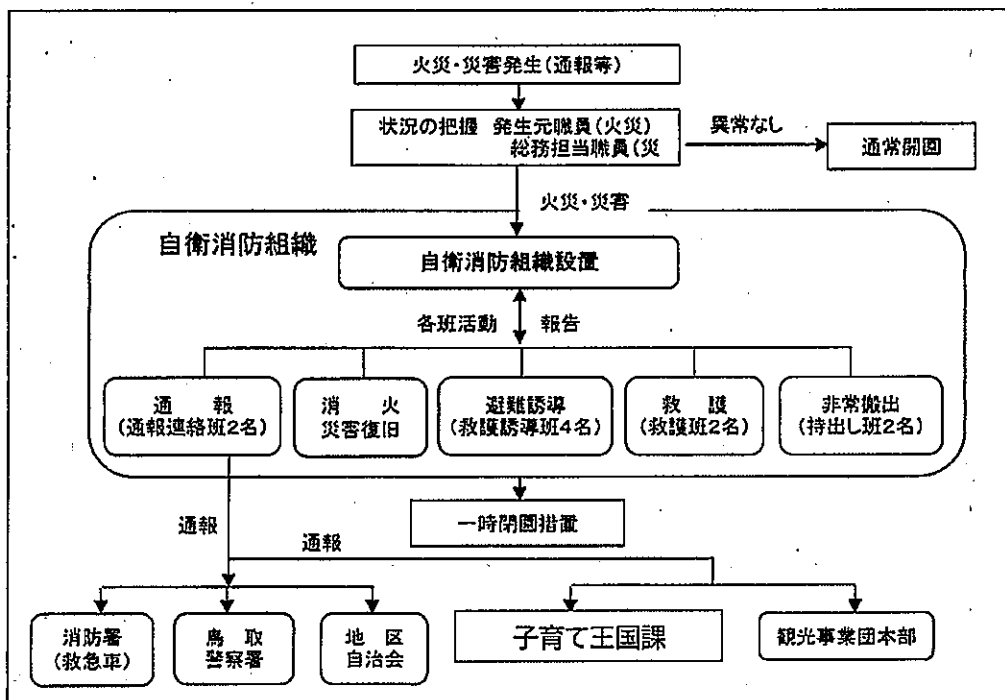 火災・災害発生(通報等)
状況の把握 発生元職員(火災)
総務担当職員(災
異常なし
通常開園
火災・災害
自衛消防組織
自衛消防組織設置
各班活動 報告
通 報
(通報連絡班2名)
消 火
災害復旧
避難誘導
(救護誘導班4名)
救 護
(救護班2名)
非常搬出
(持出し班2名)
一時閉園措置
通報
通報
消防署
(救急車)
鳥 取
警察署
地 区
自治会
子育て王国課
観光事業団本部